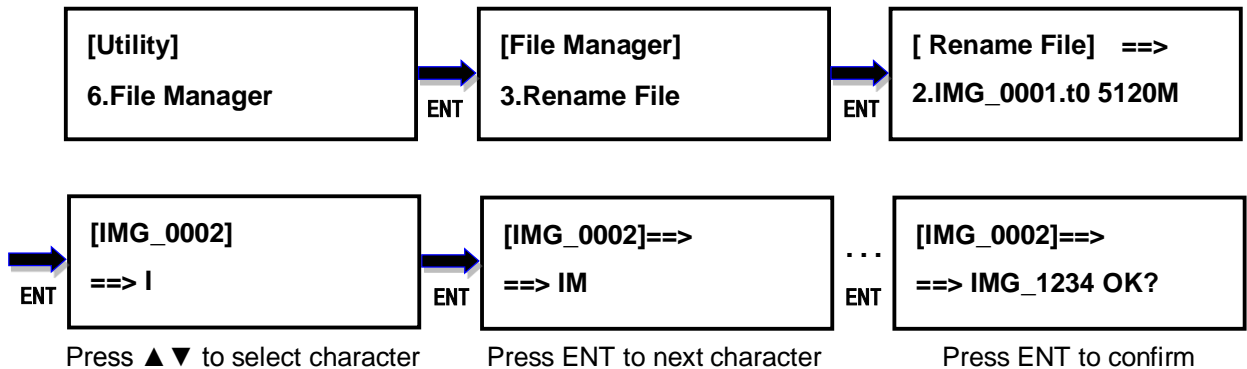 [Utility]
6.File Manager
ENT
[File Manager]
3.Rename File
ENT
[ Rename File] ==>
2.IMG_0001.t0 5120M
ENT
[IMG_0002]
==> I
Press ▲▼ to select character
ENT
[IMG_0002]==>
==> IM
Press ENT to next character
...
ENT
[IMG_0002]==>
==> IMG_1234 OK?
Press ENT to confirm